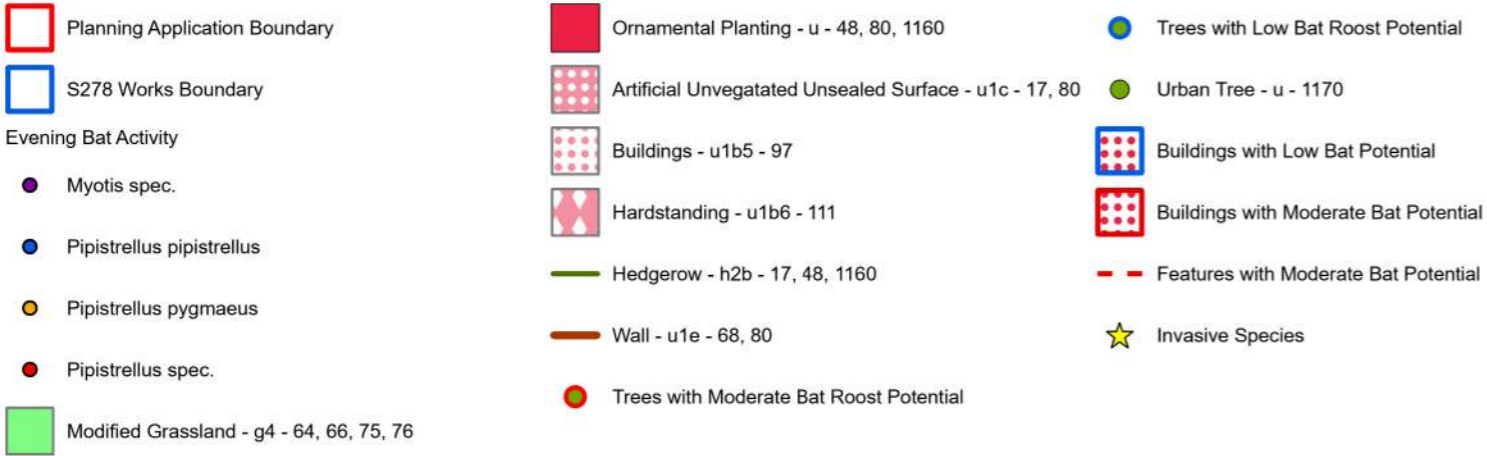 Planning Application Boundary
S278 Works Boundary
Evening Bat Activity
Myotis spec.
Pipistrellus pipistrellus
Pipistrellus pygmaeus
Pipistrellus spec.
Modified Grassland - g4 - 64, 66, 75, 76
Ornamental Planting - u - 48, 80, 1160
Artificial Unvegatated Unsealed Surface - u1c - 17, 80
Buildings - u1b5 - 97
Hardstanding - u1b6 - 111
Hedgerow - h2b - 17, 48, 1160
Wall - u1e - 68, 80
Trees with Moderate Bat Roost Potential
Trees with Low Bat Roost Potential
Urban Tree - u - 1170
Buildings with Low Bat Potential
Buildings with Moderate Bat Potential
Features with Moderate Bat Potential
Invasive Species